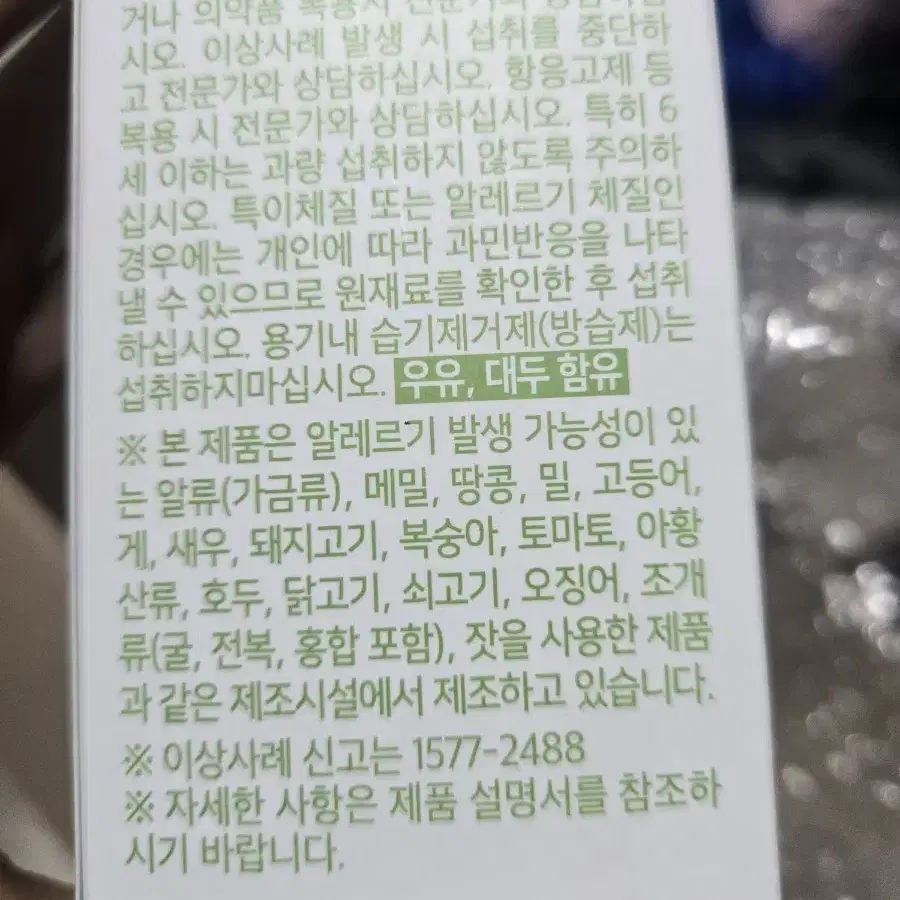 거나 의약품 복용시 전문가와
시오. 이상사례 발생 시 섭취를 중단하
고 전문가와 상담하십시오. 항응고제 등
복용 시 전문가와 상담하십시오. 특히 6
세 이하는 과량 섭취하지 않도록 주의하
십시오. 특이체질 또는 알레르기 체질인
경우에는 개인에 따라 과민반응을 나타
낼 수 있으므로 원재료를 확인한 후 섭취
하십시오. 용기내 습기제거제(방습제)는
섭취하지마십시오. 우유, 대두 함유
※ 본 제품은 알레르기 발생 가능성이 있
는 알류(가금류), 메밀, 땅콩, 밀, 고등어,
게, 새우, 돼지고기, 복숭아, 토마토, 아황
산류, 호두, 닭고기, 쇠고기, 오징어, 조개
류(굴, 전복, 홍합 포함), 잣을 사용한 제품
과 같은 제조시설에서 제조하고 있습니다.
※ 이상사례 신고는 1577-2488
※ 자세한 사항은 제품 설명서를 참조하
시기 바랍니다.